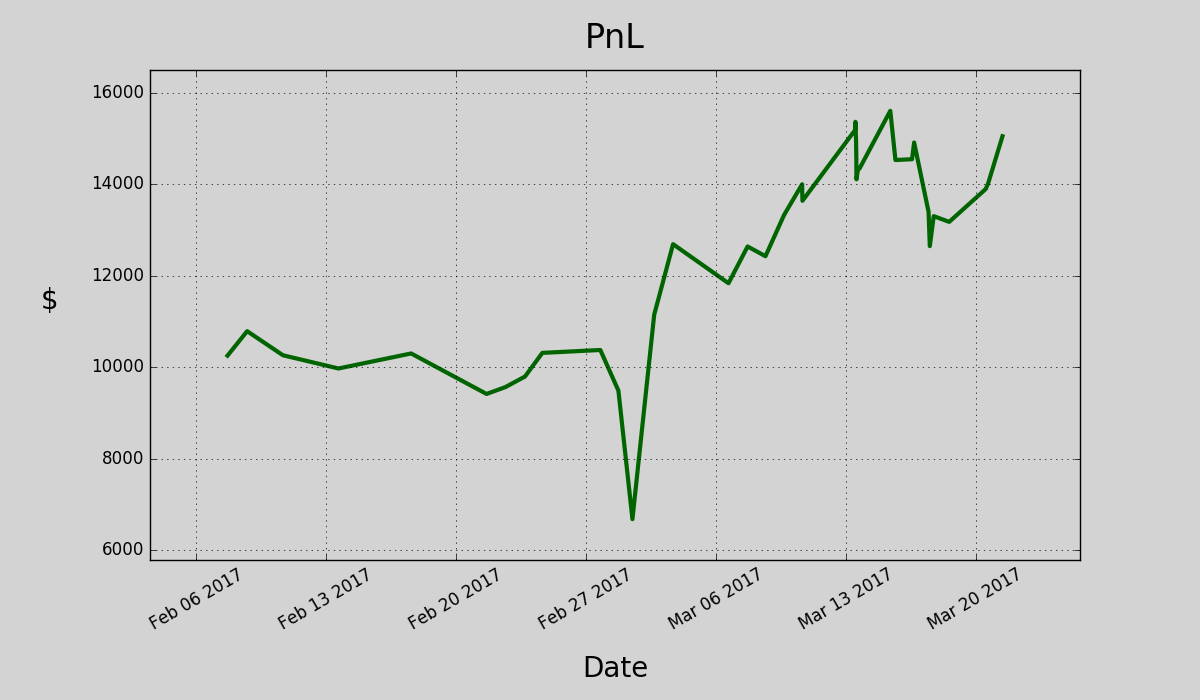 PnL
16000
14000
12000
10000
8000
6000
$
Feb 06 2017
Feb 13 2017
Feb 20 2017
Feb 27 2017
Mar 06 2017
Mar 13 2017
Mar 20 2017
Date